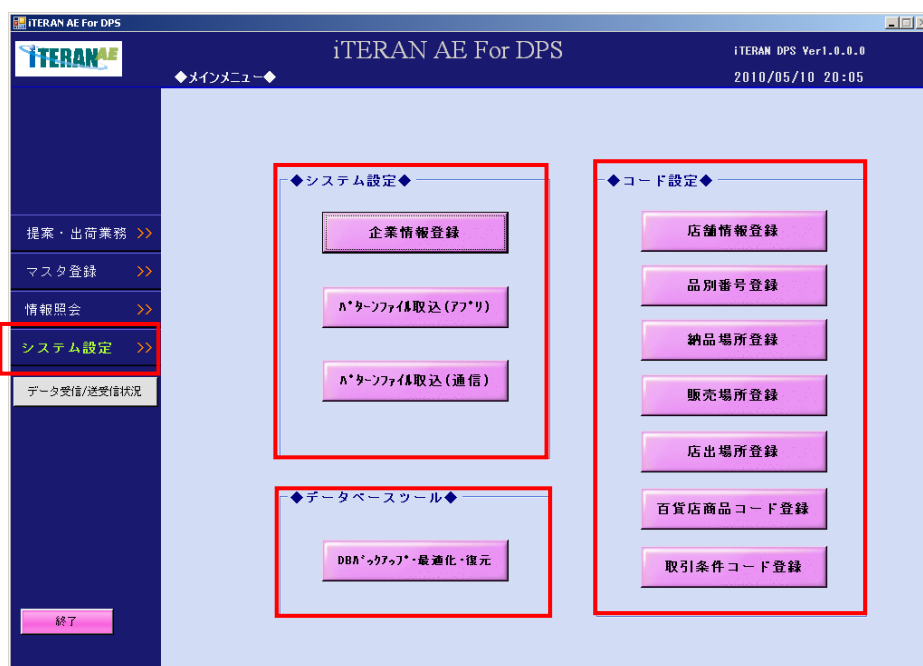 iTERAN AE For DPS
iTERAN AE
iTERAN AE For DPS
iTERAN DPS Ver1.0.0.0
◆メインメニュー◆
2010/05/10 20:05
提案・出荷業務 >>
マスタ登録 >>
情報照会 >>
システム設定 >>
データ受信/送受信状況
終了
◆システム設定◆
企業情報登録
ﾊﾟﾀｰﾝﾌｧｲﾙ取込(ｱﾌﾟﾘ)
ﾊﾟﾀｰﾝﾌｧｲﾙ取込(通信)
◆データベースツール◆
DBﾊﾞｯｸｱｯﾌﾟ･最適化･復元
◆コード設定◆
店舗情報登録
品別番号登録
納品場所登録
販売場所登録
店出場所登録
百貨店商品コード登録
取引条件コード登録